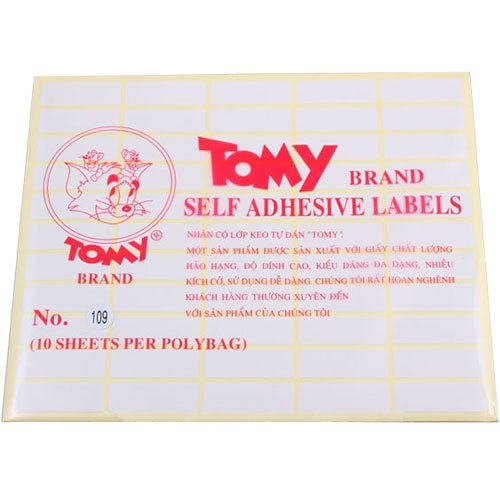 TOMY BRAND
SELF ADHESIVE LABELS
NHÃN CÓ LỚP KEO TỰ DÁN "TOMY".
MỘT SẢN PHẨM ĐƯỢC SẢN XUẤT VỚI GIẤY CHẤT LƯỢNG
HẢO HẠNG, ĐỘ DÍNH CAO, KIỂU DÁNG ĐA DẠNG, NHIỀU
KÍCH CỞ, SỬ DỤNG DỄ DÀNG. CHÚNG TÔI RẤT HOAN NGHÊNH
KHÁCH HÀNG THƯỜNG XUYÊN ĐẾN
VỚI SẢN PHẨM CỦA CHÚNG TÔI
TOMY®
BRAND
No. 109
(10 SHEETS PER POLYBAG)